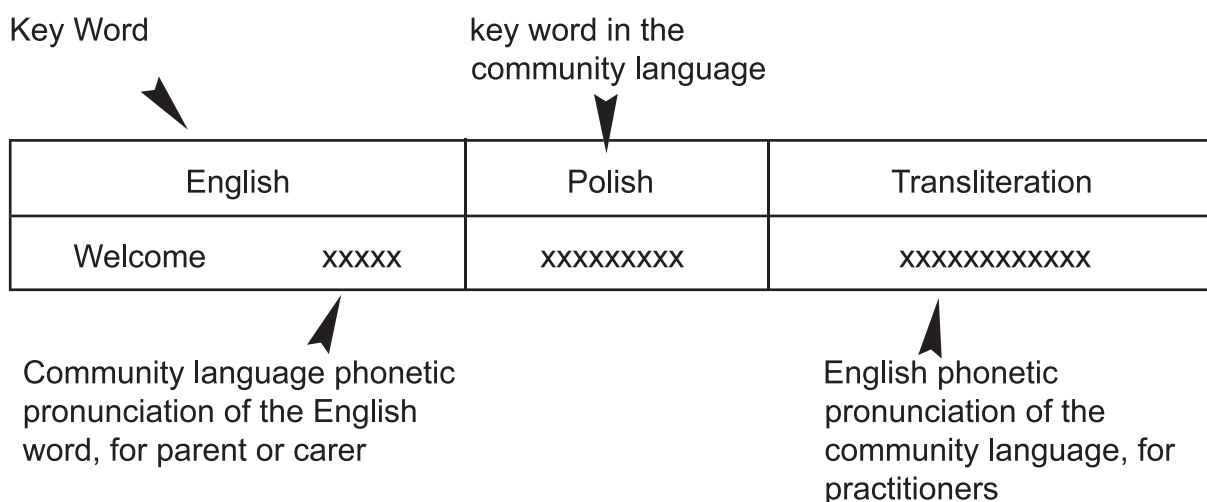 Key Word
key word in the
community language
English Polish Transliteration
Welcome xxxxx xxxxxxxxx xxxxxxxxxxxx
Community language phonetic
pronunciation of the English
word, for parent or carer
English phonetic
pronunciation of the
community language, for
practitioners